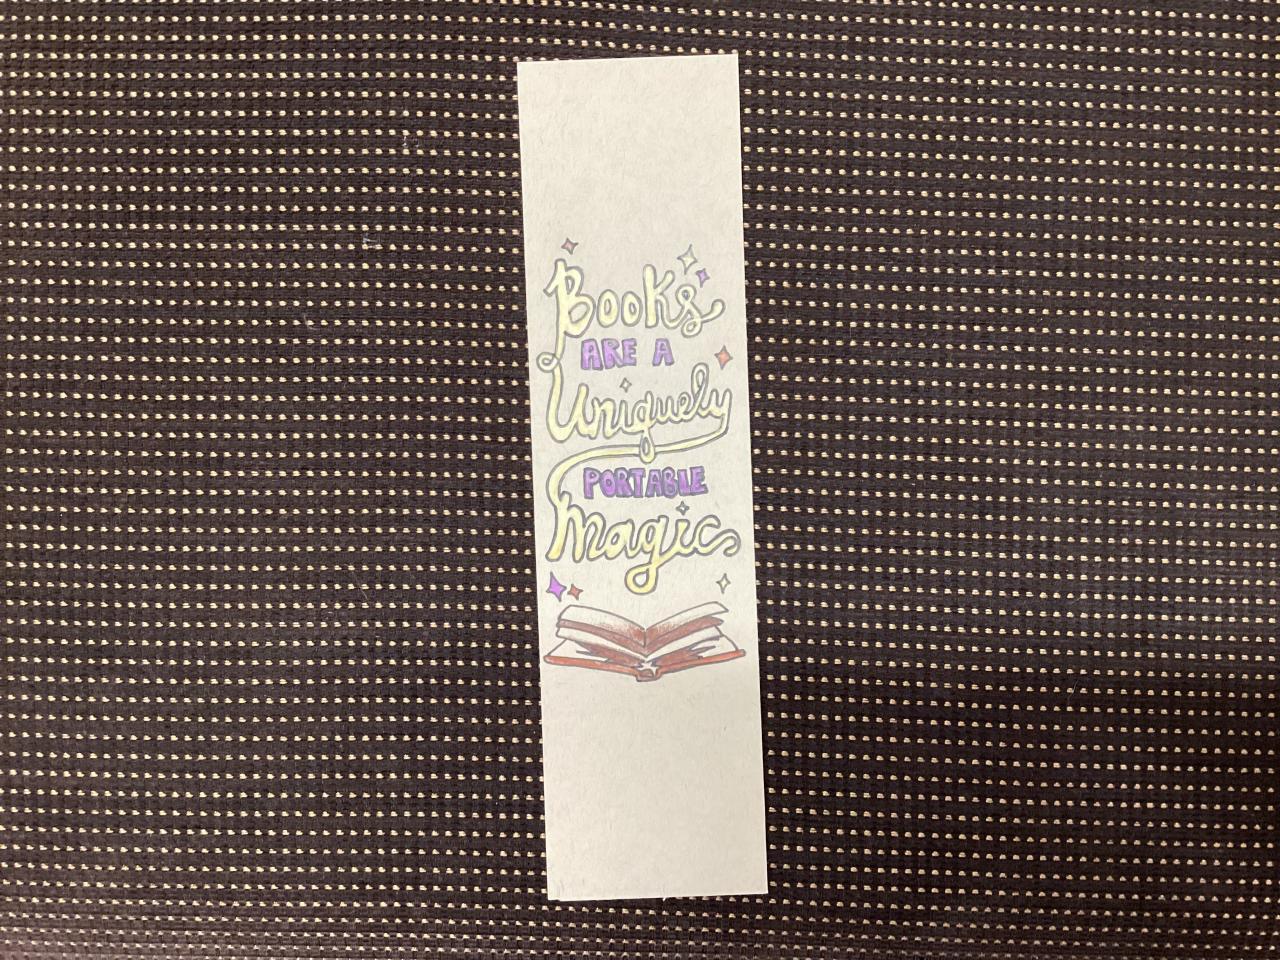 Books
ARE A
Uniquely
PORTABLE
Magic